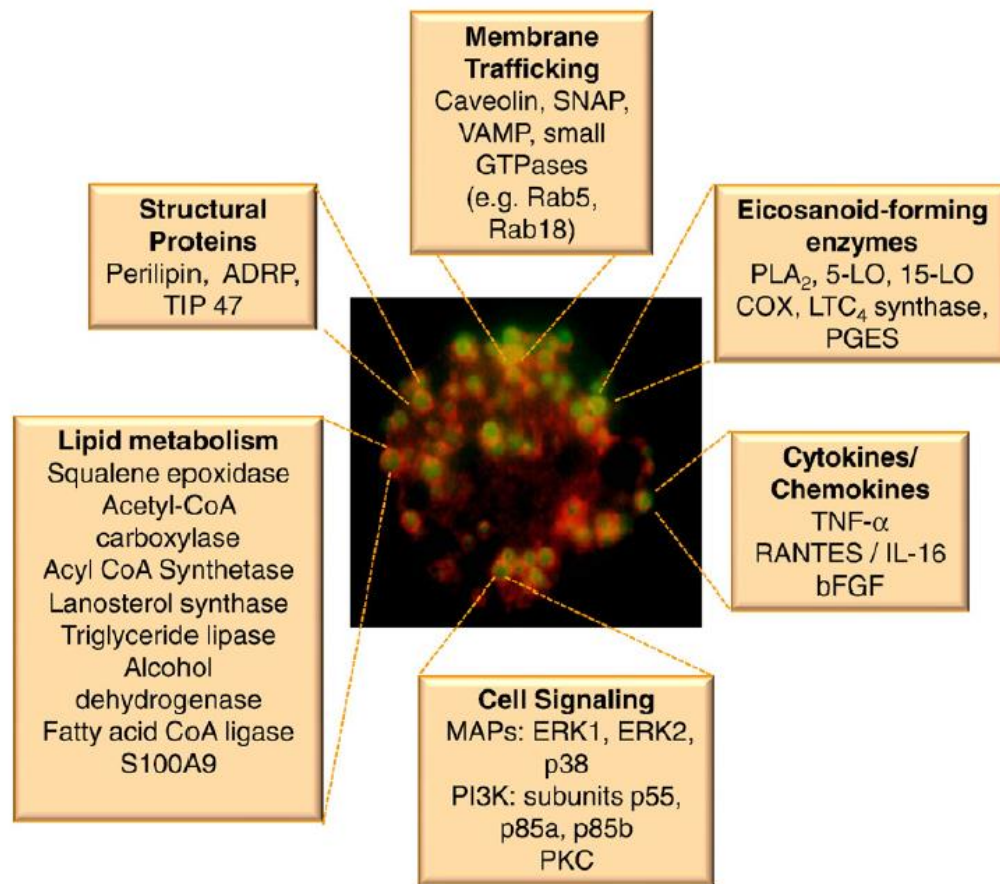 Membrane
Trafficking
Caveolin, SNAP,
VAMP, small
GTPases
(e.g. Rab5,
Rab18)
Structural
Proteins
Perilipin, ADRP,
TIP 47
Eicosanoid-forming
enzymes
PLA₂, 5-LO, 15-LO
COX, LTC₄ synthase,
PGES
Lipid metabolism
Squalene epoxidase
Acetyl-CoA
carboxylase
Acyl CoA Synthetase
Lanosterol synthase
Triglyceride lipase
Alcohol
dehydrogenase
Fatty acid CoA ligase
S100A9
Cytokines/
Chemokines
TNF-α
RANTES / IL-16
bFGF
Cell Signaling
MAPs: ERK1, ERK2,
p38
PI3K: subunits p55,
p85a, p85b
PKC